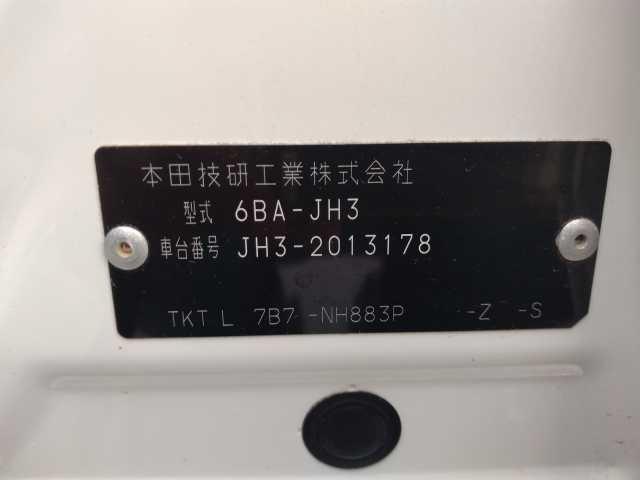 本田技研工業株式会社
型式 6BA-JH3
車台番号 JH3-2013178
TKT L 7B7 -NH883P -Z -S